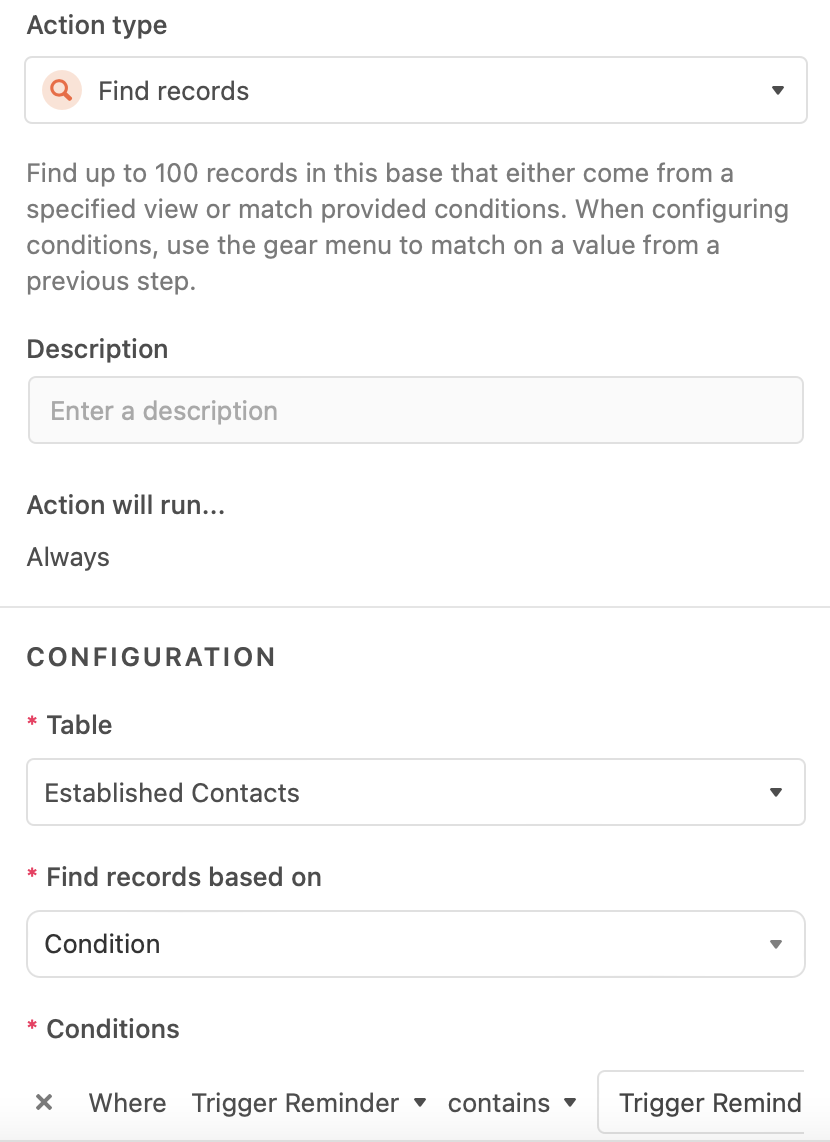 Action type
Find records
Find up to 100 records in this base that either come from a
specified view or match provided conditions. When configuring
conditions, use the gear menu to match on a value from a
previous step.
Description
Enter a description
Action will run...
Always
CONFIGURATION
* Table
Established Contacts
* Find records based on
Condition
* Conditions
× Where Trigger Reminder contains Trigger Remind